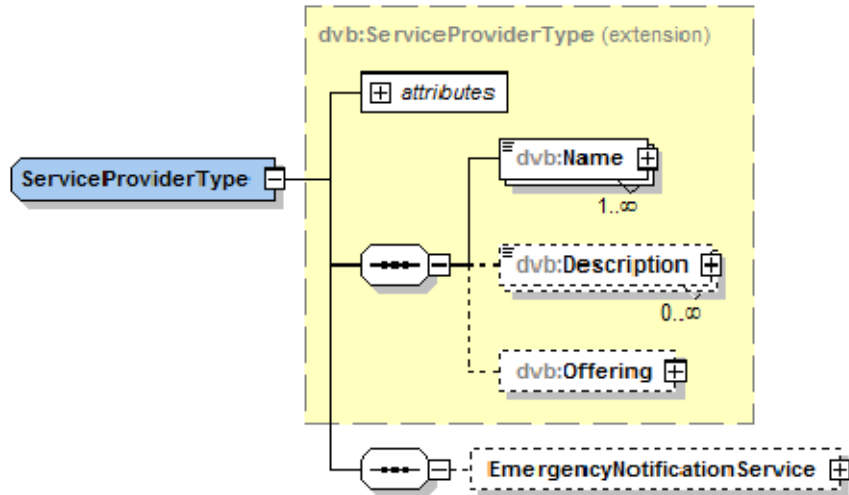 dvb:ServiceProviderType (extension)
attributes
dvb:Name
1..∞
ServiceProviderType
dvb:Description
0..∞
dvb:Offering
EmergencyNotificationService